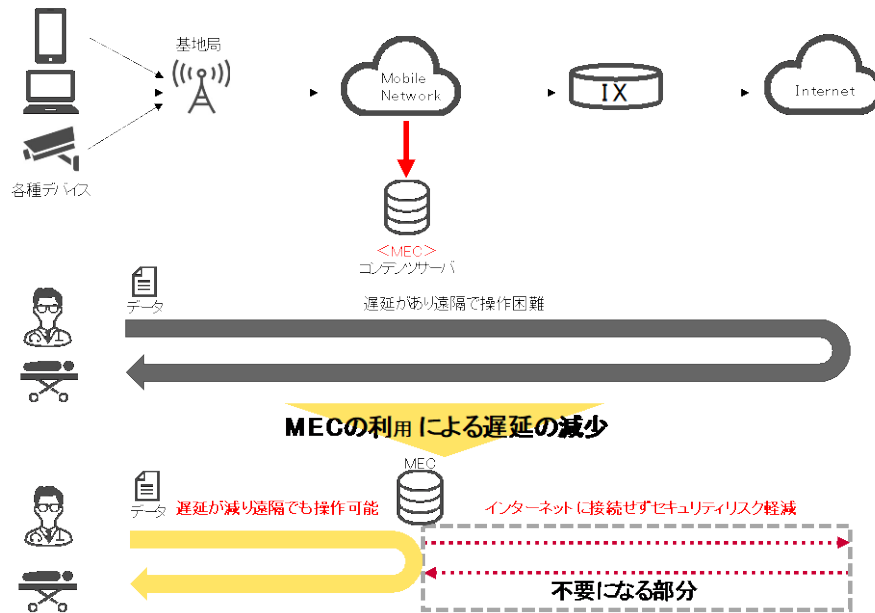 基地局
Mobile
Network
IX
Internet
各種デバイス
<MEC>
コンテンツサーバ
データ
遅延があり遠隔で操作困難
MECの利用による遅延の減少
MEC
データ
遅延が減り遠隔でも操作可能
インターネットに接続せずセキュリティリスク軽減
不要になる部分